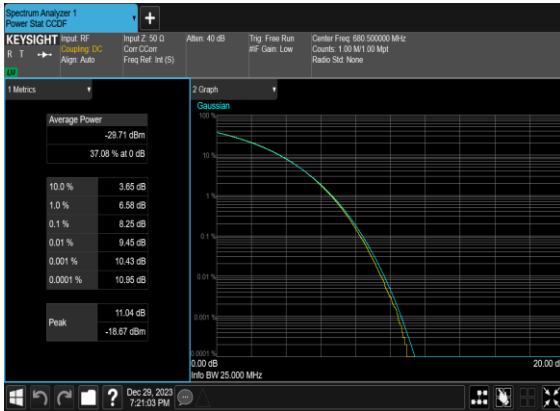 Spectrum Analyzer 1
Power Stat CCDF
KEYSIGHT
R T
LV
Input: RF
Coupling: DC
Align: Auto
Input Z: 50 Ω
Corr CCorr
Freq Ref: Int (S)
Atten: 40 dB
Trig: Free Run
#IF Gain: Low
Center Freq: 680.500000 MHz
Counts: 1.00 M/1.00 Mpt
Radio Std: None
1 Metrics
Average Power
-29.71 dBm
37.08 % at 0 dB
10.0 % 3.65 dB
1.0 % 6.58 dB
0.1 % 8.25 dB
0.01 % 9.45 dB
0.001 % 10.43 dB
0.0001 % 10.95 dB
Peak
11.04 dB
-18.67 dBm
2 Graph
Gaussian
100 %
10 %
1 %
0.1 %
0.01 %
0.001 %
0.0001 %
0.00 dB
20.00 dB
Info BW 25.000 MHz
?
Dec 29, 2023
7:21:03 PM